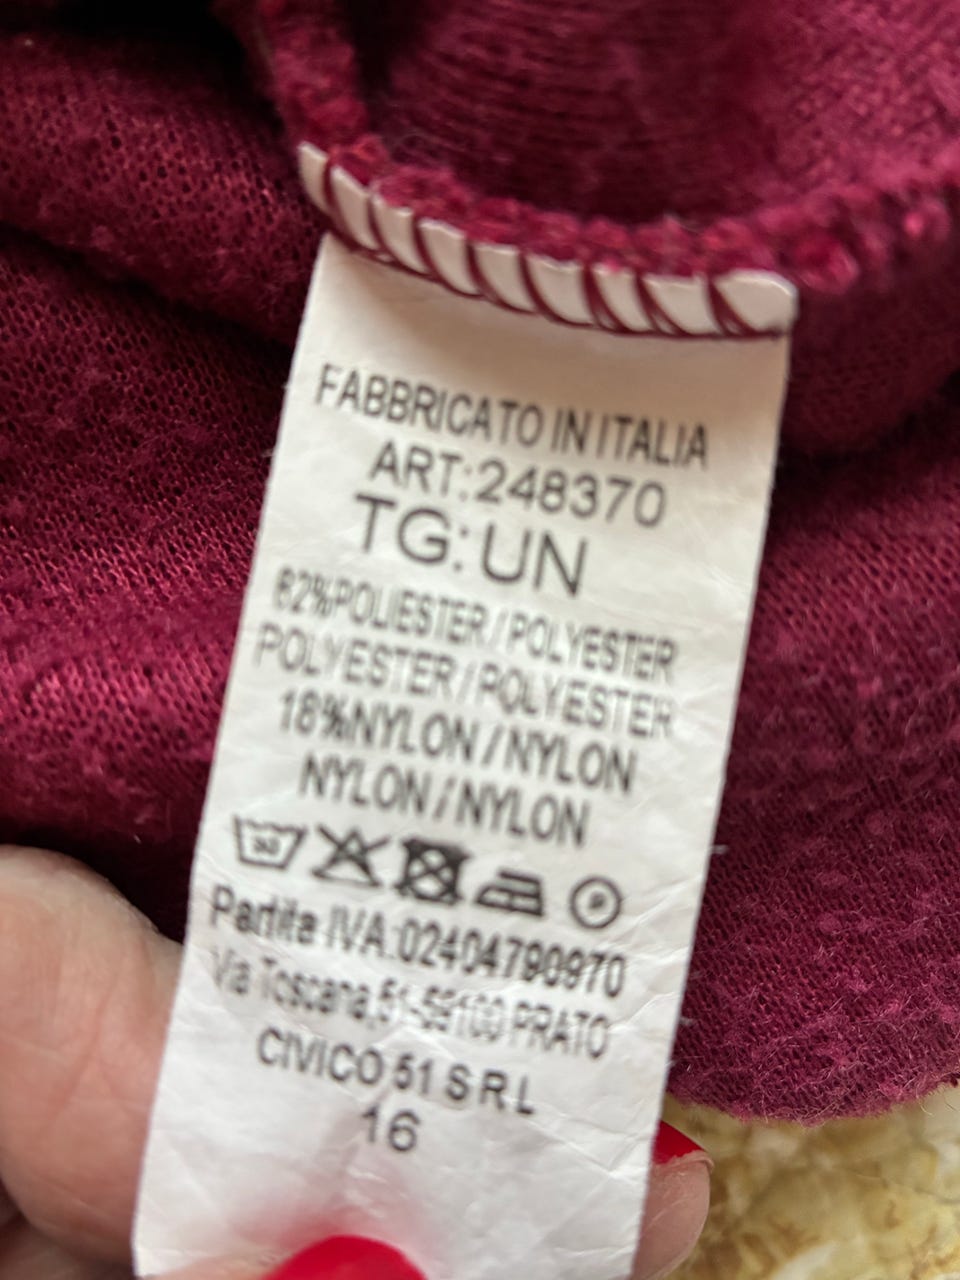 FABBRICATO IN ITALIA
ART:248370
TG:UN
82%POLIESTER/POLYESTER
POLYESTER/POLYESTER
18%NYLON/NYLON
NYLON/NYLON
30 P
Partita IVA:02404790970
Via Toscana,51-59100 PRATO
CIVICO 51 S R L
16